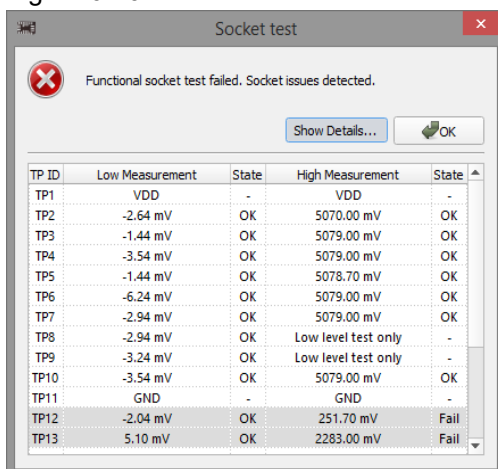 Socket test
Functional socket test failed. Socket issues detected.
Show Details... OK
TP ID Low Measurement State High Measurement State
TP1 VDD - VDD -
TP2 -2.64 mV OK 5070.00 mV OK
TP3 -1.44 mV OK 5079.00 mV OK
TP4 -3.54 mV OK 5079.00 mV OK
TP5 -1.44 mV OK 5078.70 mV OK
TP6 -6.24 mV OK 5079.00 mV OK
TP7 -2.94 mV OK 5079.00 mV OK
TP8 -2.94 mV OK Low level test only -
TP9 -3.24 mV OK Low level test only -
TP10 -3.54 mV OK 5079.00 mV OK
TP11 GND - GND -
TP12 -2.04 mV OK 251.70 mV Fail
TP13 5.10 mV OK 2283.00 mV Fail